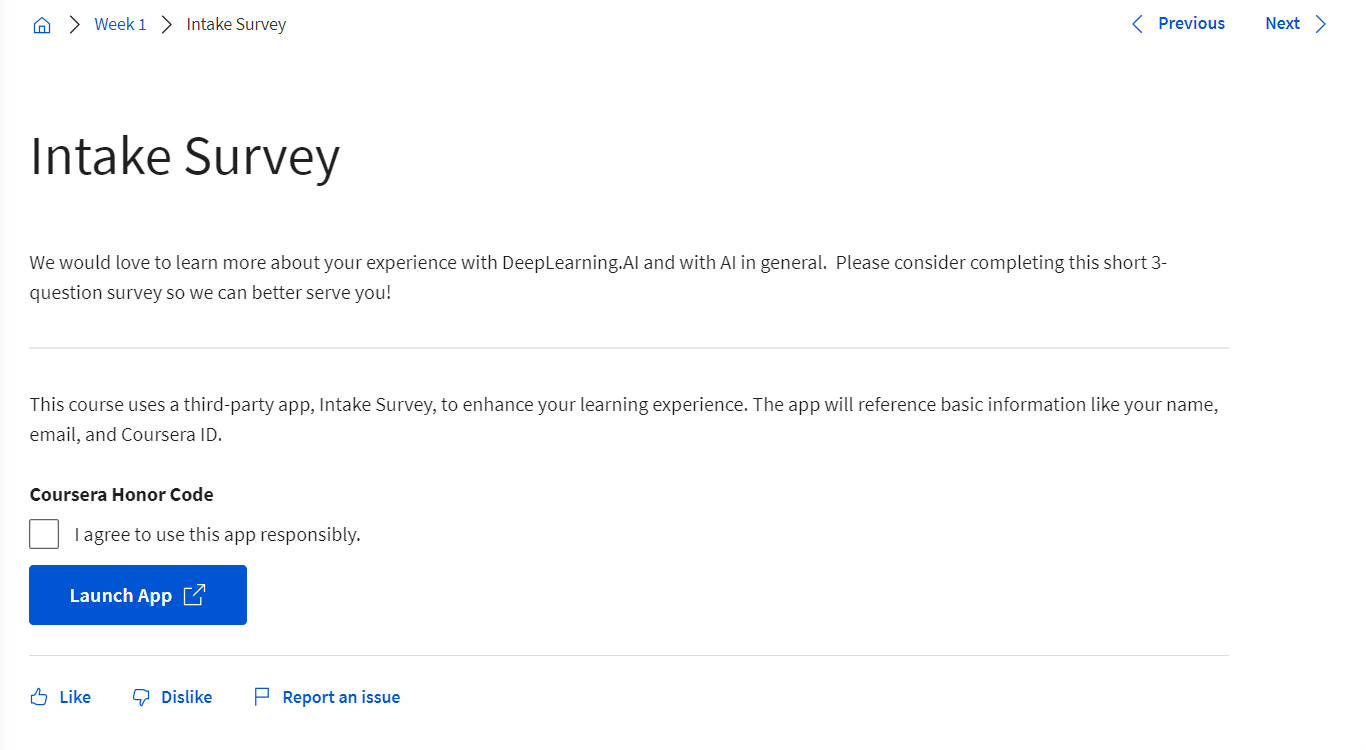 Week 1 Intake Survey Previous Next
Intake Survey
We would love to learn more about your experience with DeepLearning.AI and with AI in general.  Please consider completing this short 3-
question survey so we can better serve you!
This course uses a third-party app, Intake Survey, to enhance your learning experience. The app will reference basic information like your name,
email, and Coursera ID.
Coursera Honor Code
I agree to use this app responsibly.
Launch App
Like Dislike Report an issue